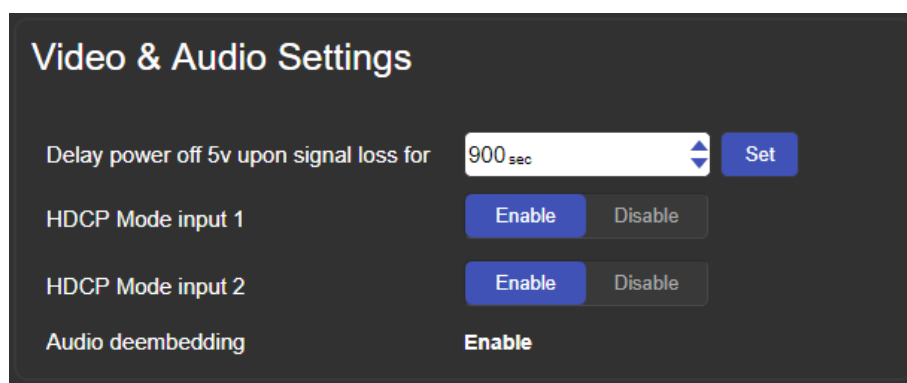 Video & Audio Settings
Delay power off 5v upon signal loss for 900 sec Set
HDCP Mode input 1 Enable Disable
HDCP Mode input 2 Enable Disable
Audio deembedding Enable